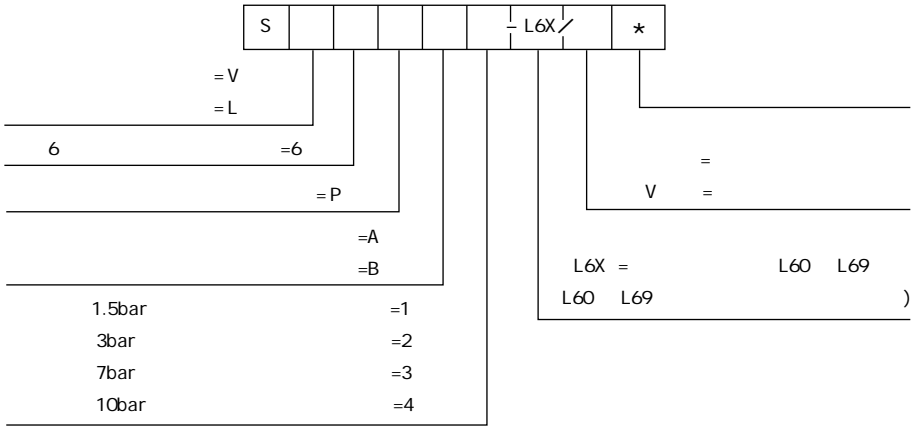 S – L6X/ *
=V
=L
6 =6
=P
=A
=B
1.5bar =1
3bar =2
7bar =3
10bar =4
=
V =
L6X = L60 L69
L60 L69 )